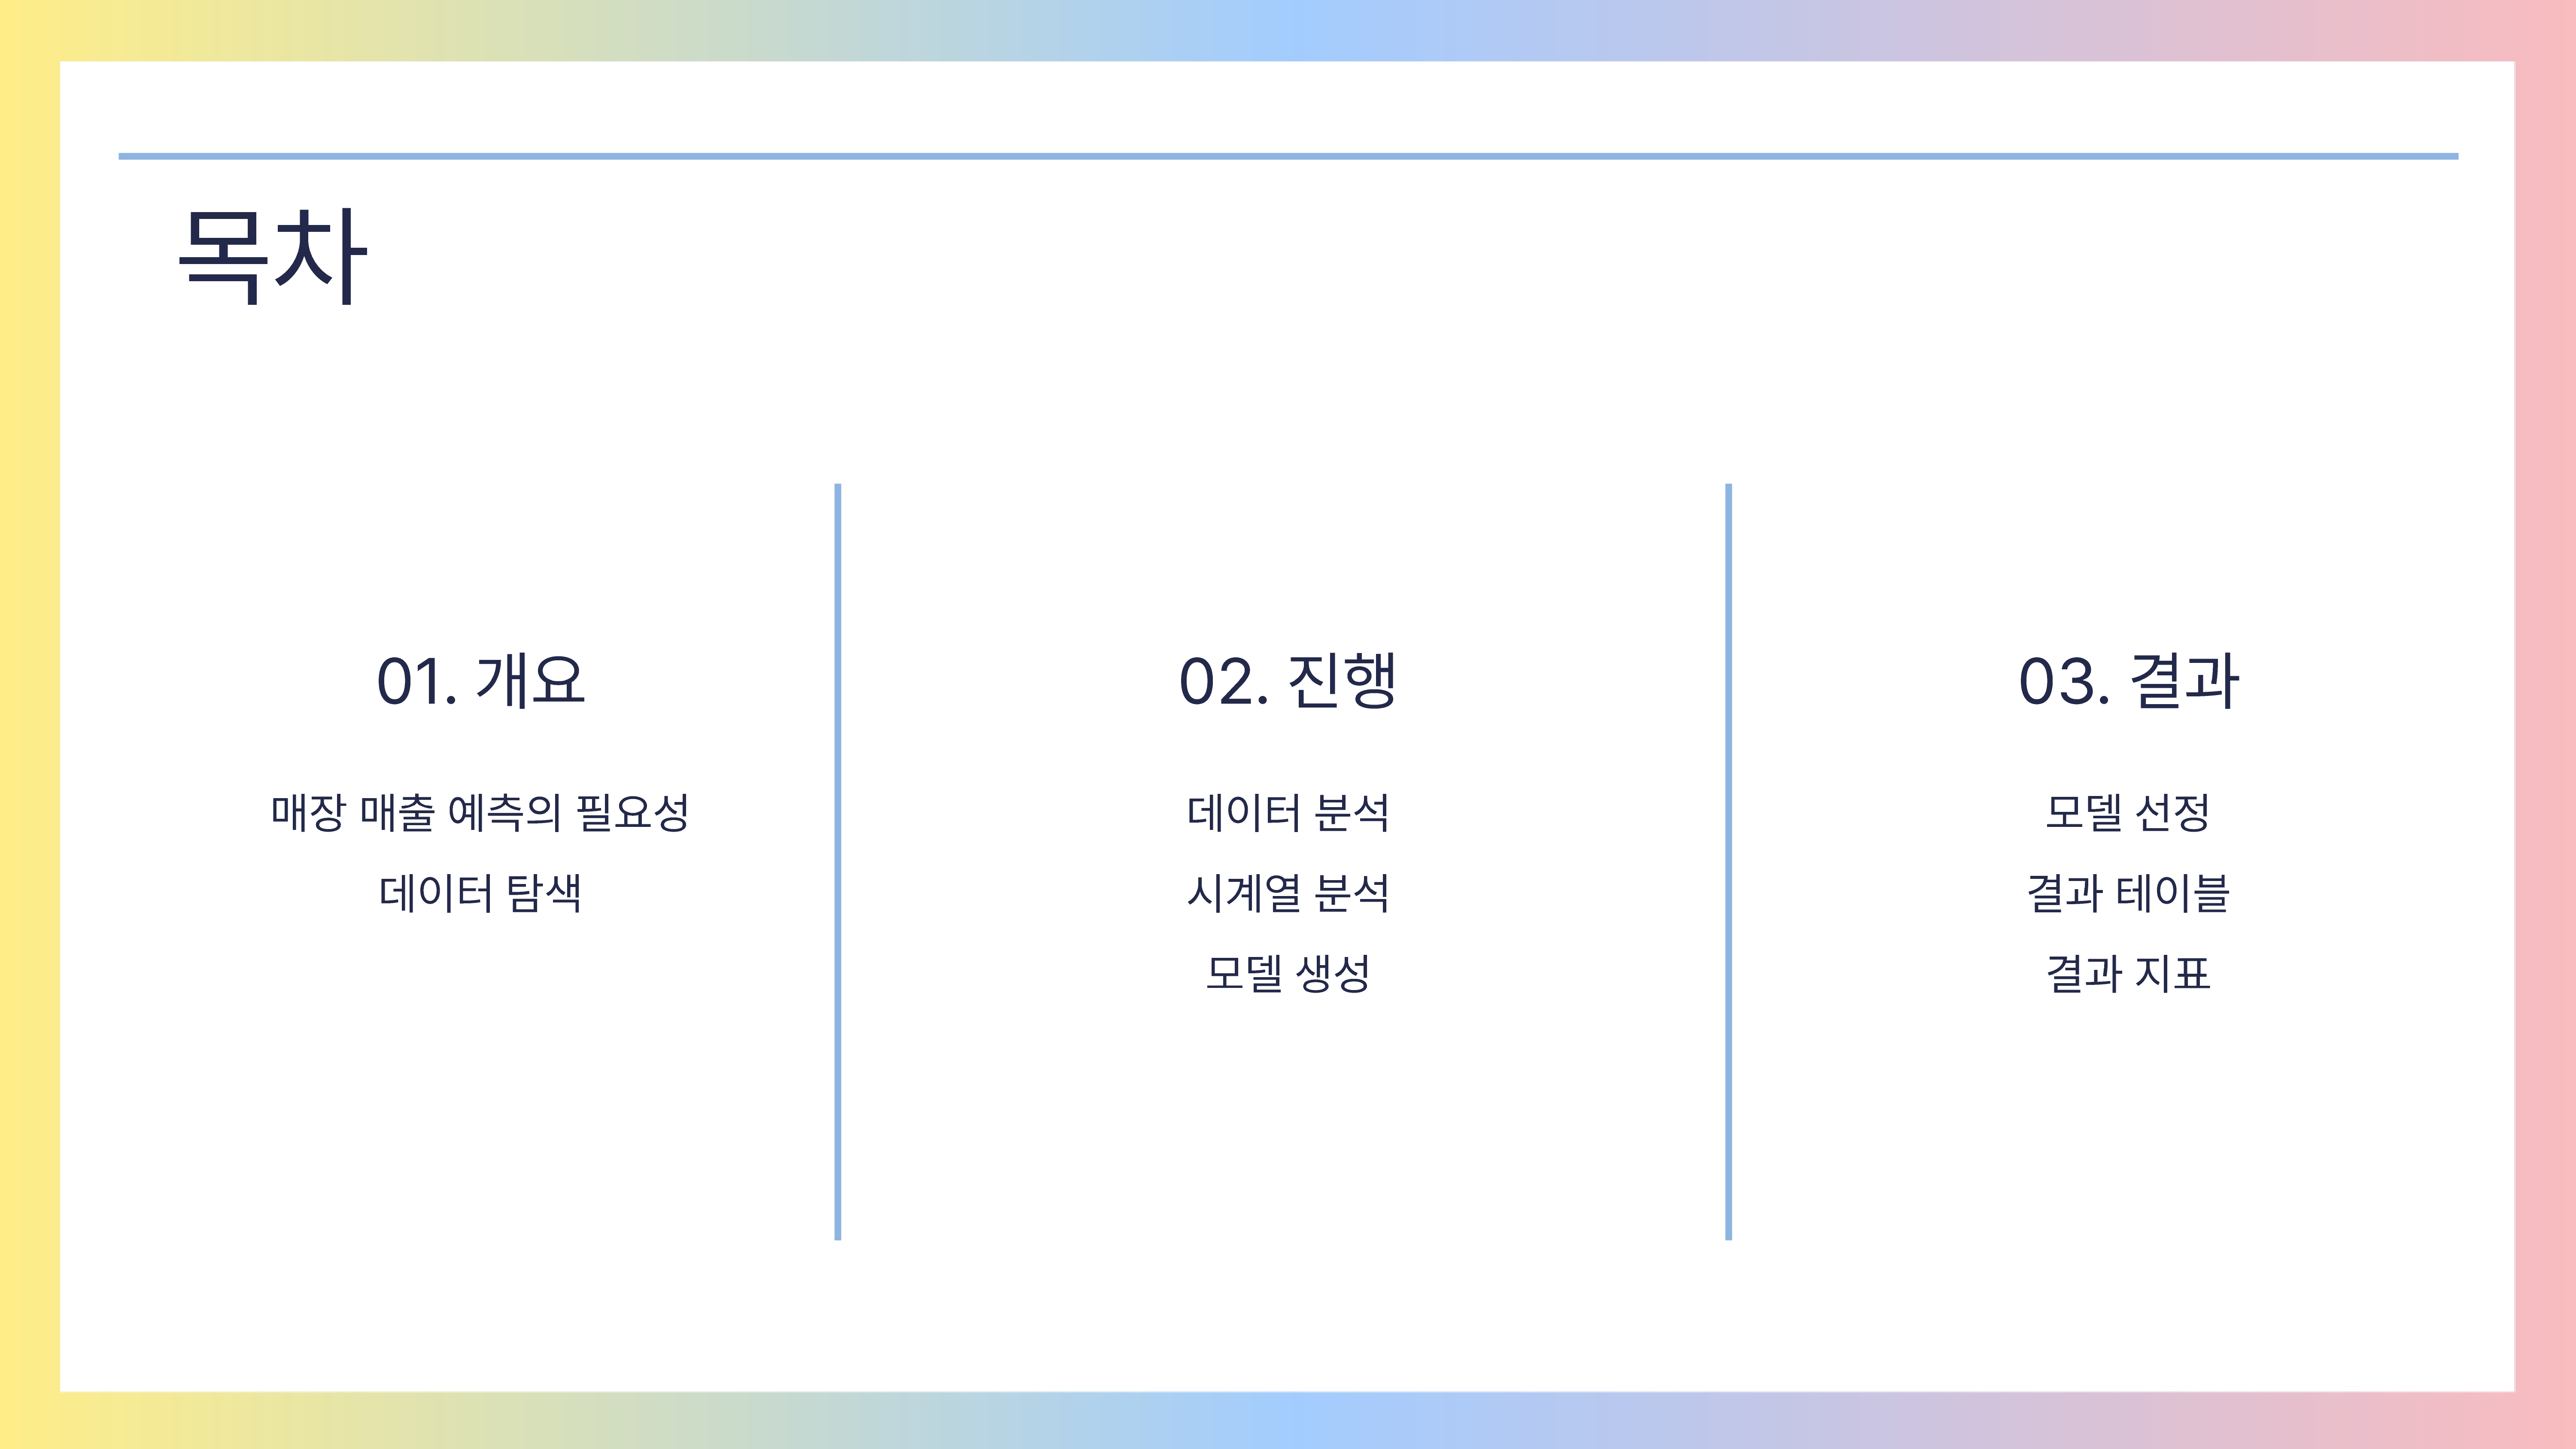 목차
01. 개요
매장 매출 예측의 필요성
데이터 탐색
02. 진행
데이터 분석
시계열 분석
모델 생성
03. 결과
모델 선정
결과 테이블
결과 지표